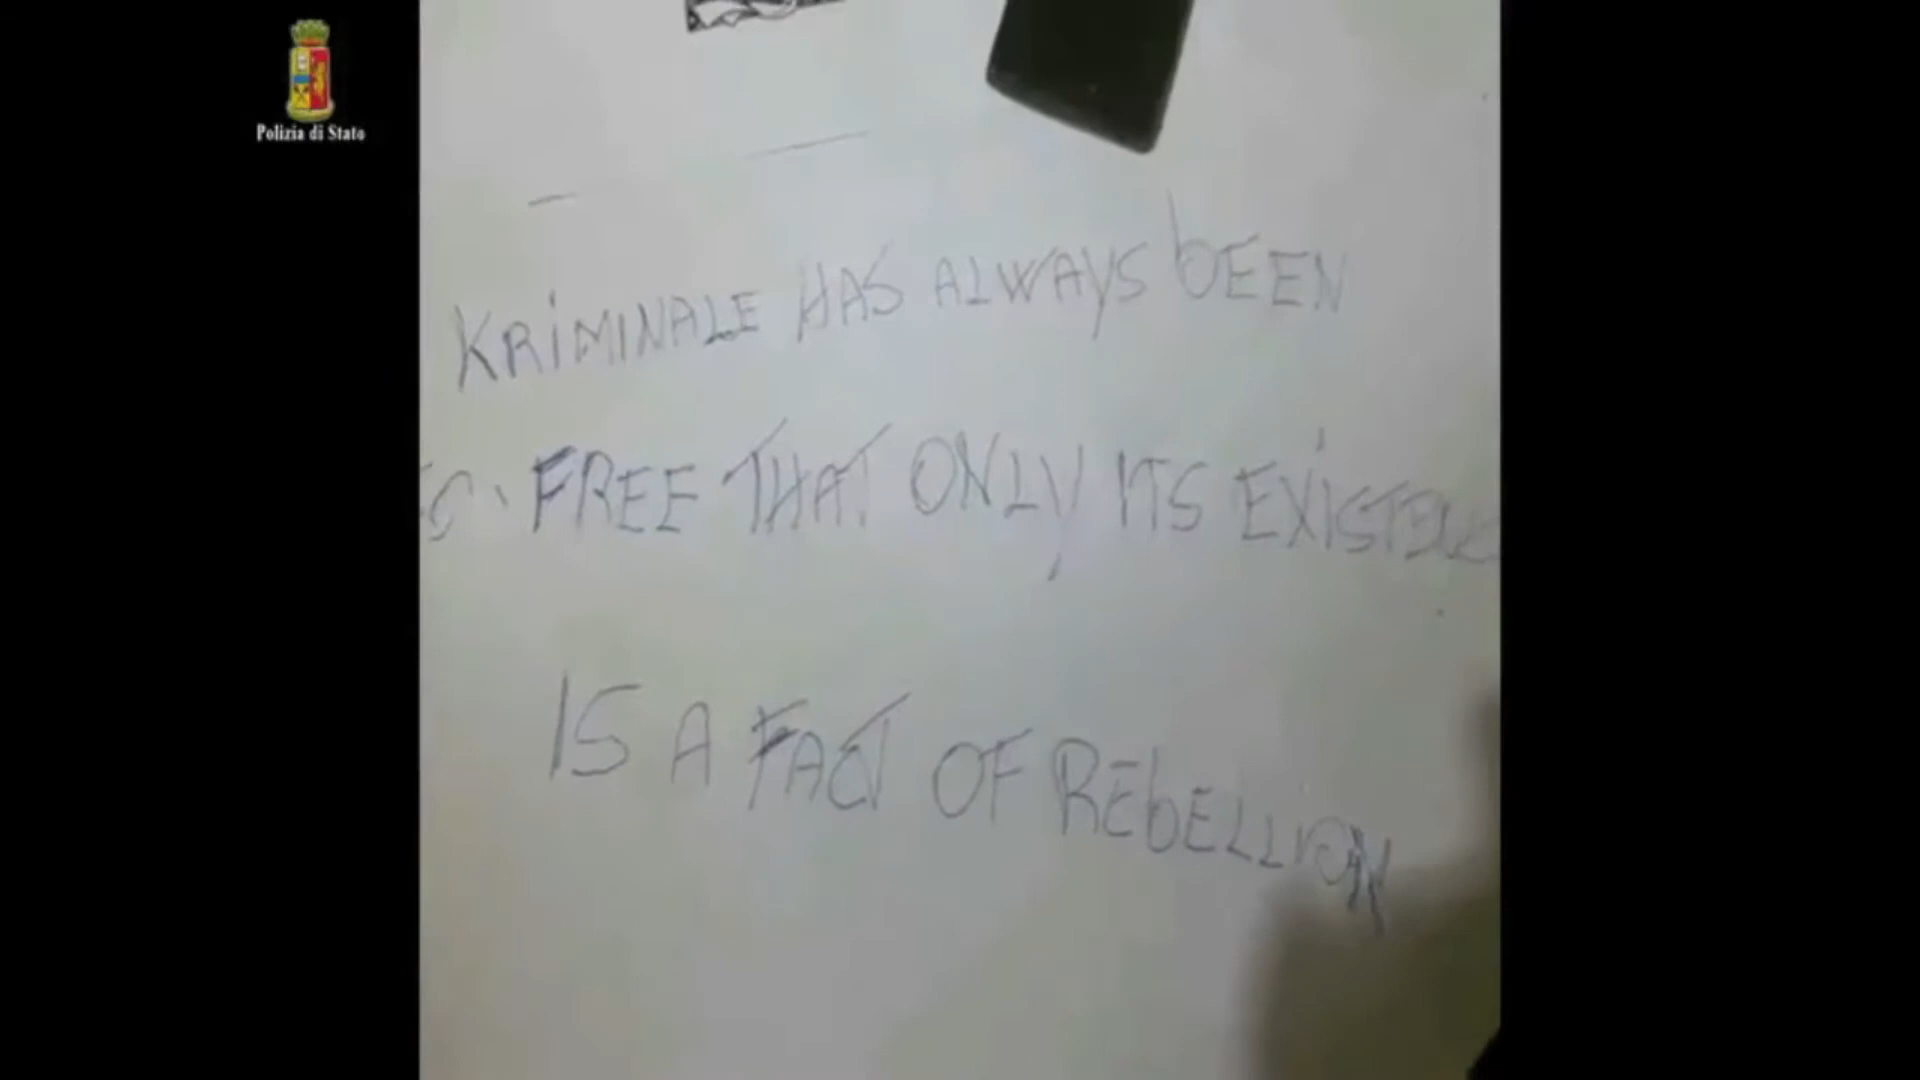 Polizia di Stato
KRiMINALE HAS ALWAYS bEEN
FREE THAT ONLY ITS
IS A FACT OF REbELLION